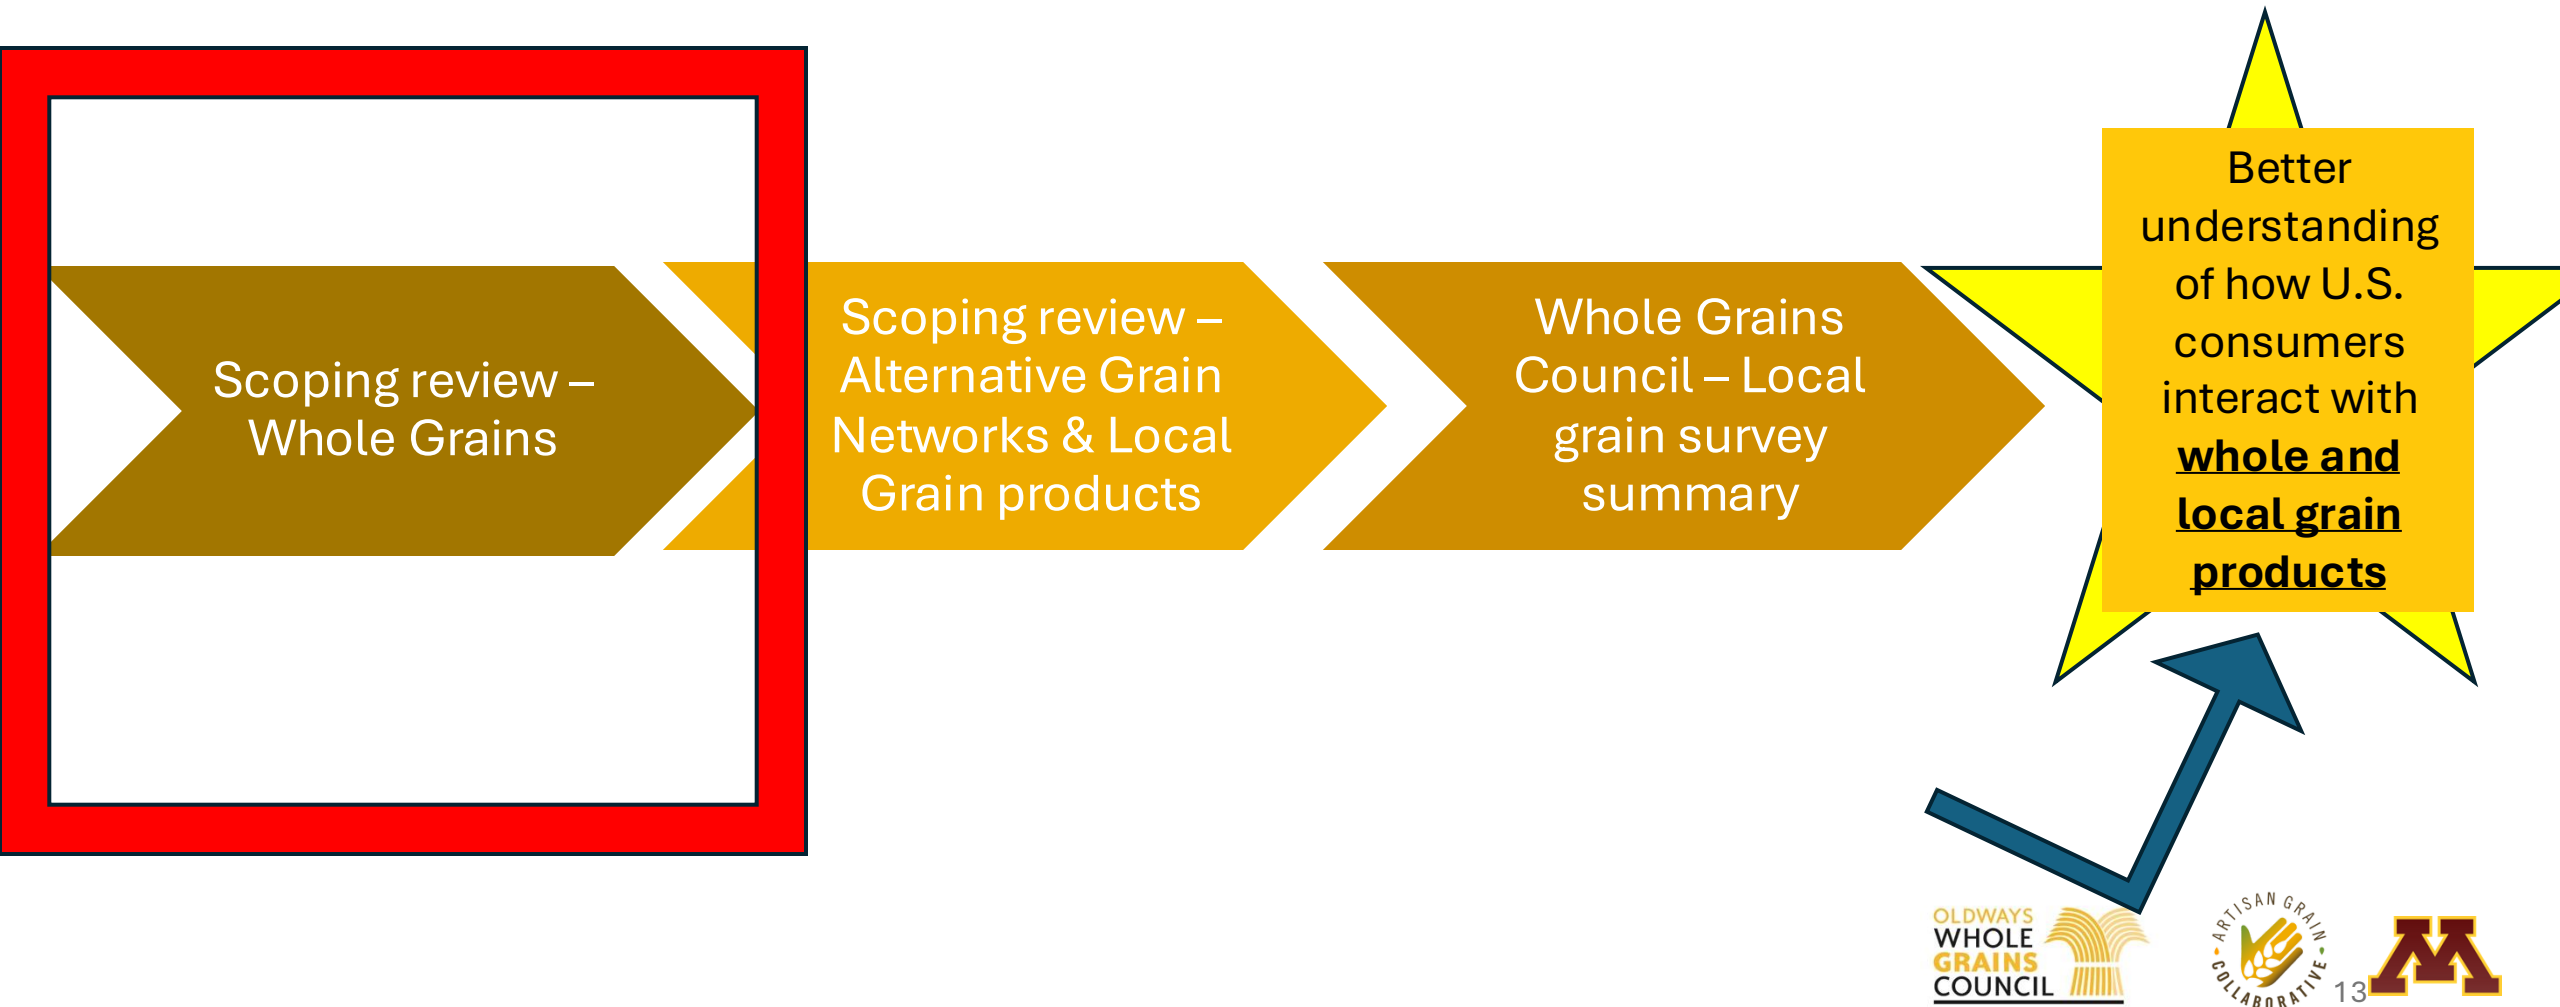 Scoping review –
Whole Grains
Scoping review –
Alternative Grain
Networks & Local
Grain products
Whole Grains
Council – Local
grain survey
summary
Better
understanding
of how U.S.
consumers
interact with
whole and
local grain
products
OLDWAYS
WHOLE
GRAINS
COUNCIL
ARTISAN GRAIN
COLLABORATIVE
13
M